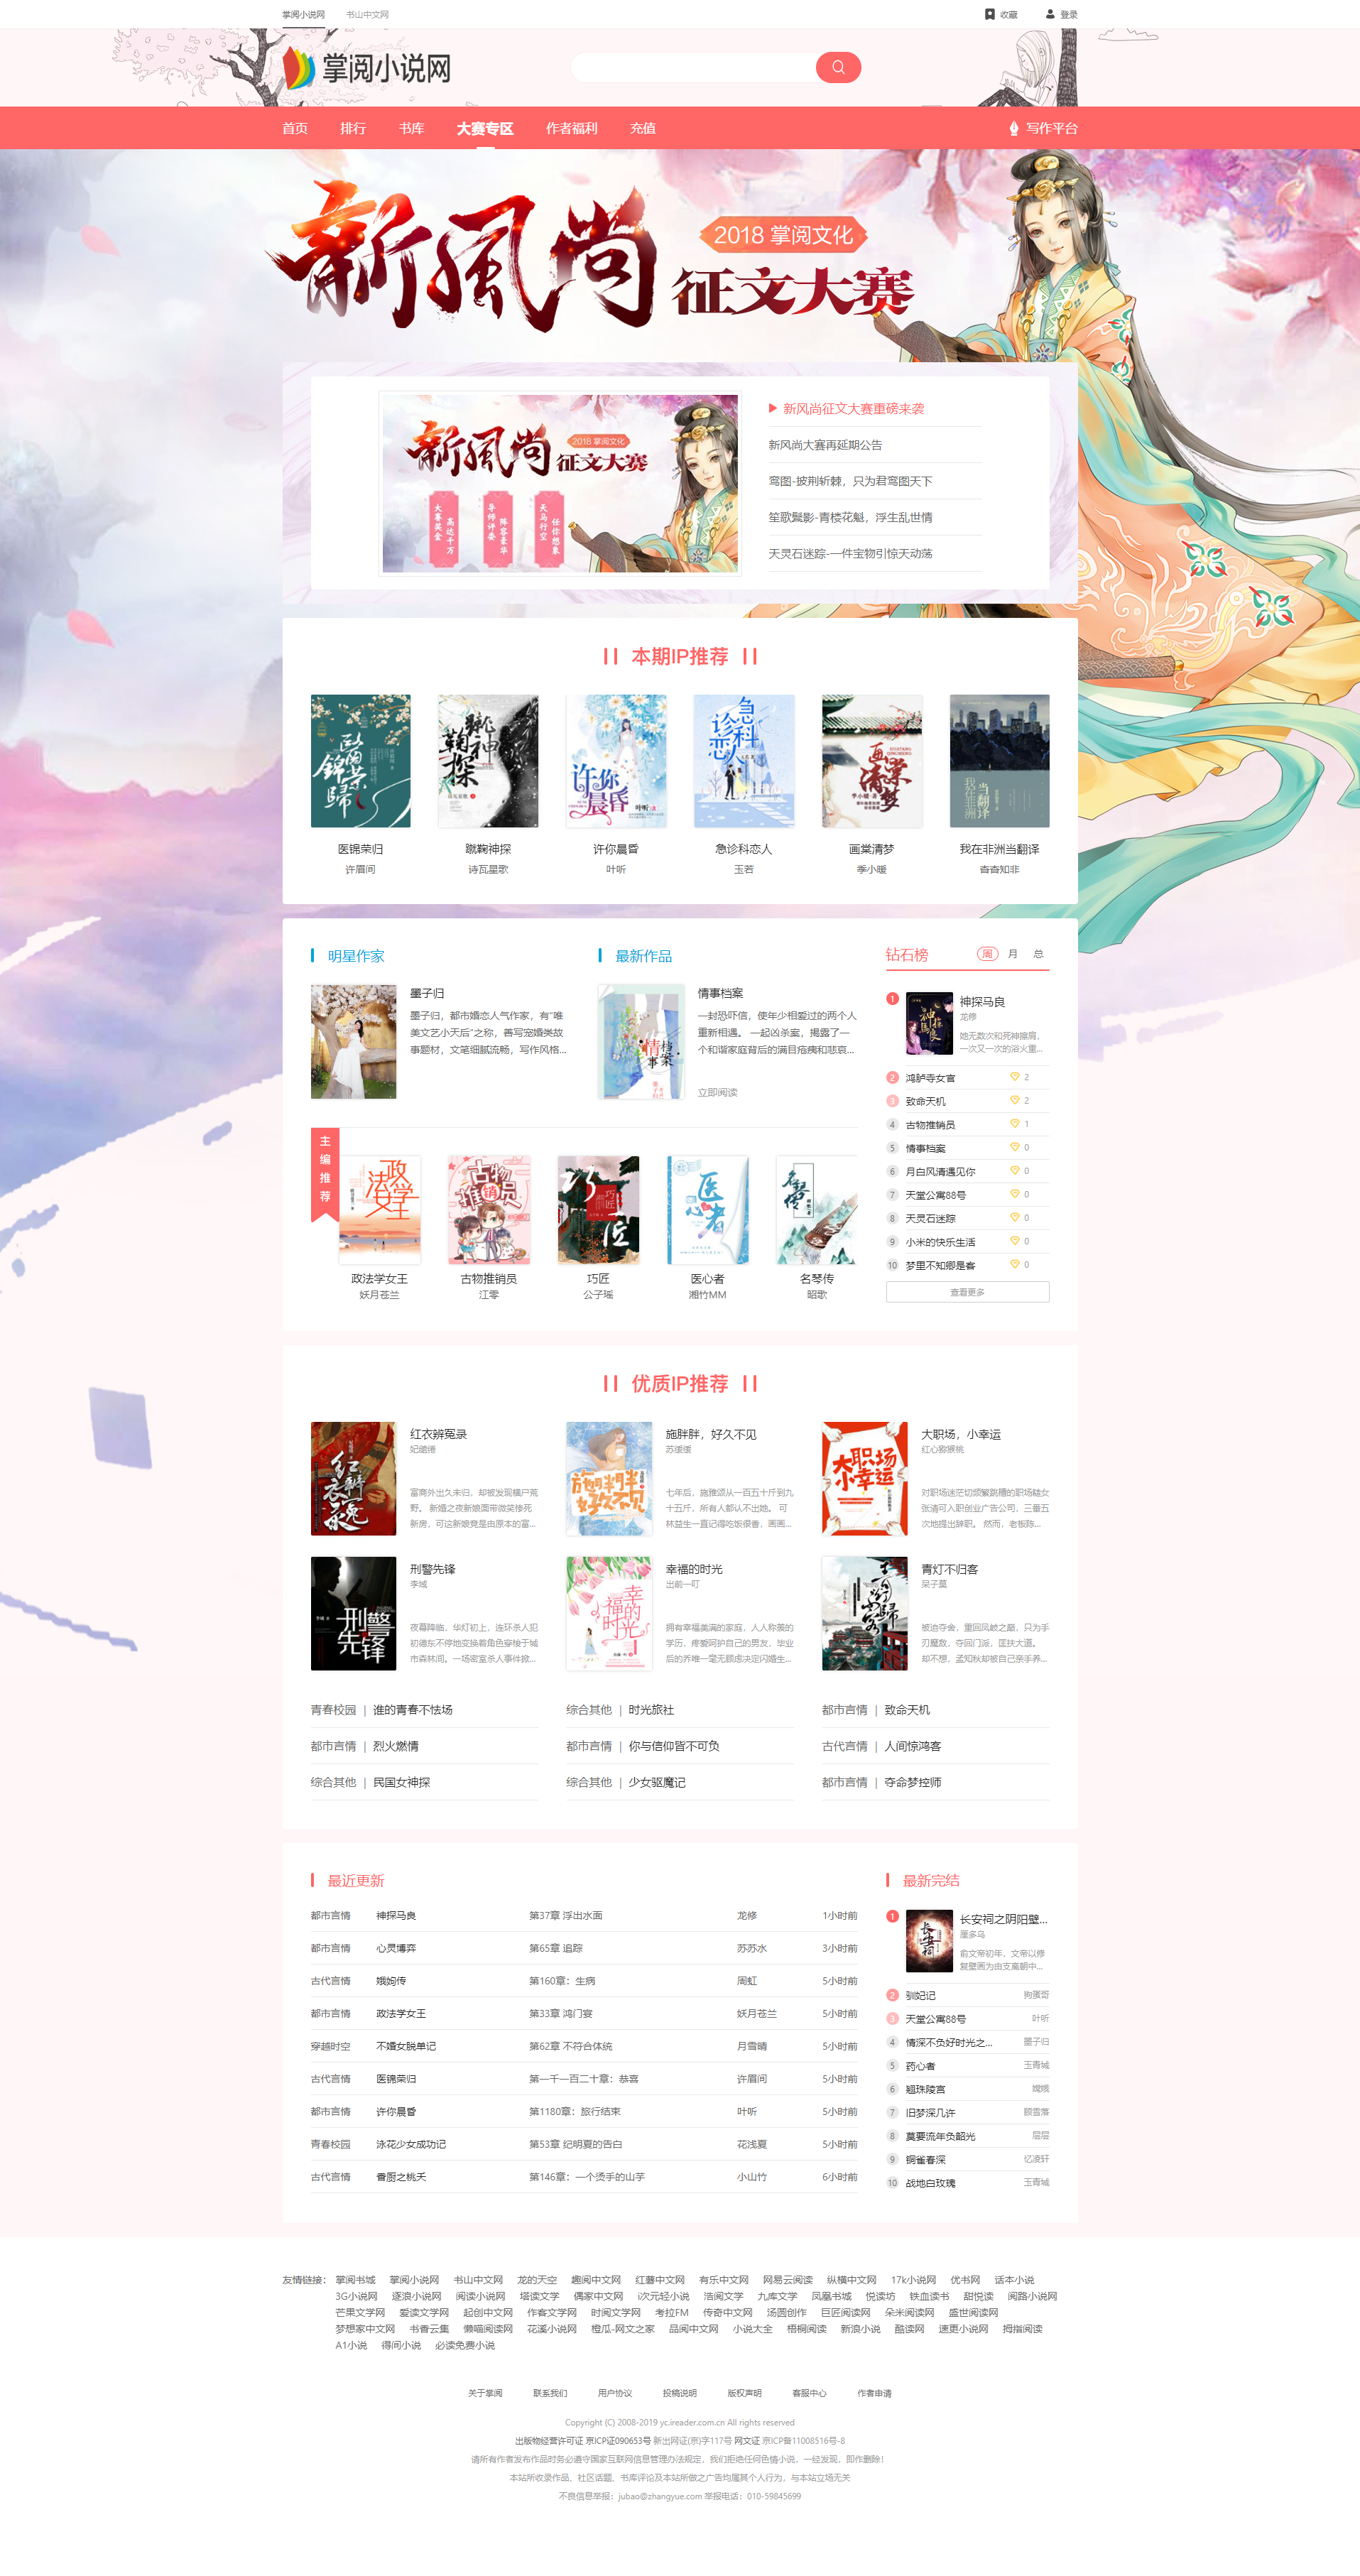 掌阅小说网 书山中文网 收藏 登录
掌阅小说网
首页 排行 书库 大赛专区 作者福利 充值 写作平台
新風尚
2018 掌阅文化
征文大赛
新風尚
2018 掌阅文化
征文大赛
大赛奖金 高达千万
导师评委 阵容豪华
天马行空 任你想象
新风尚征文大赛重磅来袭
新风尚大赛再延期公告
鸾图-披荆斩棘，只为君鸾图天下
笙歌鬓影-青楼花魁，浮生乱世情
天灵石迷踪-一件宝物引惊天动荡
本期IP推荐
医锦荣归 蹴鞠神探 许你晨昏 急诊科恋人 画棠清梦 我在非洲当翻译
许眉间 诗瓦星歌 叶听 玉若 季小暖 杳杳知非
明星作家
墨子归
墨子归，都市婚恋人气作家，有“唯
美文艺小天后”之称，善写宠婚类故
事题材，文笔细腻流畅，写作风格...
最新作品
情事档案
一封恐吓信，使年少相爱过的两个人
重新相遇。 一起凶杀案，揭露了一
个和谐家庭背后的满目疮痍和悲哀...
立即阅读
主编推荐
政法学女王 古物推销员 巧匠 医心者 名琴传
妖月苍兰 江零 公子瑶 湘竹MM 昭歌
钻石榜 周 月 总
1 神探马良
龙修
她无数次和死神擦肩，
一次又一次的浴火重...
2 鸿胪寺女官 2
3 致命天机 2
4 古物推销员 1
5 情事档案 0
6 月白风清遇见你 0
7 天堂公寓88号 0
8 天灵石迷踪 0
9 小米的快乐生活 0
10 梦里不知卿是客 0
查看更多
优质IP推荐
红衣辨冤录
妃缱绻
富商外出久未归，却被发现横尸荒
野。 新婚之夜新娘面带微笑惨死
新房，可这新娘竟是由原本的富...
施胖胖，好久不见
苏缓缓
七年后，施雅颂从一百五十斤到九
十五斤，所有人都认不出她。 可
林益生一直记得吃饭很香，画画...
大职场，小幸运
红心猕猴桃
对职场迷茫切频繁跳槽的职场硋女
张清可入职创业广告公司，三番五
次地提出辞职。 然而，老板陈...
刑警先锋
李域
夜幕降临，华灯初上，连环杀人犯
初德东不停地变换着角色穿梭于城
市森林间。一场密室杀人事件掀...
幸福的时光
出前一叮
拥有幸福美满的家庭，人人称羡的
学历，疼爱呵护自己的男友，毕业
后的乔唯一毫无顾虑决定闪婚生...
青灯不归客
呆子莫
被迫夺舍，重回凤岐之巅，只为手
刃魔敌，夺回门派，匡扶大道。
却不想，孟知秋却被自己亲手养...
青春校园 | 谁的青春不怯场
综合其他 | 时光旅社
都市言情 | 致命天机
都市言情 | 烈火燃情
都市言情 | 你与信仰皆不可负
古代言情 | 人间惊鸿客
综合其他 | 民国女神探
综合其他 | 少女驱魔记
都市言情 | 夺命梦控师
最近更新
都市言情 神探马良 第37章 浮出水面 龙修 1小时前
都市言情 心灵博弈 第65章 追踪 苏苏水 3小时前
古代言情 娥姁传 第160章：生病 周虹 5小时前
都市言情 政法学女王 第33章 鸿门宴 妖月苍兰 5小时前
穿越时空 不婚女脱单记 第62章 不符合体统 月雪晴 5小时前
古代言情 医锦荣归 第一千一百二十章：恭喜 许眉间 5小时前
都市言情 许你晨昏 第1180章：旅行结束 叶听 5小时前
青春校园 泳花少女成功记 第53章 纪明夏的告白 花浅夏 5小时前
古代言情 香厨之桃夭 第146章：一个烫手的山芋 小山竹 6小时前
最新完结
1 长安祠之阴阳壁...
厘多乌
俞文帝初年，文帝以修
复壁画为由支离朝中...
2 驯妃记 狗蛋哥
3 天堂公寓88号 叶听
4 情深不负好时光之... 墨子归
5 药心者 玉青城
6 翘珠陵宫 嫦娥
7 旧梦深几许 顾雪落
8 莫要流年负韶光 层层
9 铜雀春深 忆凌轩
10 战地白玫瑰 玉青城
友情链接： 掌阅书城 掌阅小说网 书山中文网 龙的天空 趣阅中文网 红薯中文网 有乐中文网 网易云阅读 纵横中文网 17k小说网 优书网 话本小说
3G小说网 逐浪小说网 阅读小说网 塔读文学 偶家中文网 i次元轻小说 浩阅文学 九库文学 凤凰书城 悦读坊 铁血读书 甜悦读 阅路小说网
芒果文学网 爱读文学网 起创中文网 作客文学网 时阅文学网 考拉FM 传奇中文网 汤圆创作 巨匠阅读网 朵米阅读网 盛世阅读网
梦想家中文网 书香云集 懒喵阅读网 花溪小说网 橙瓜-网文之家 品阅中文网 小说大全 梧桐阅读 新浪小说 酷读网 速更小说网 拇指阅读
A1小说 得间小说 必读免费小说
关于掌阅 联系我们 用户协议 投稿说明 版权声明 客服中心 作者申请
Copyright (C) 2008-2019 yc.ireader.com.cn All rights reserved
出版物经营许可证 京ICP证090653号 新出网证(京)字117号 网文证 京ICP备11008516号-8
请所有作者发布作品时务必遵守国家互联网信息管理办法规定，我们拒绝任何色情小说，一经发现，即作删除！
本站所收录作品、社区话题、书库评论及本站所做之广告均属其个人行为，与本站立场无关
不良信息举报：jubao@zhangyue.com 举报电话：010-59845699